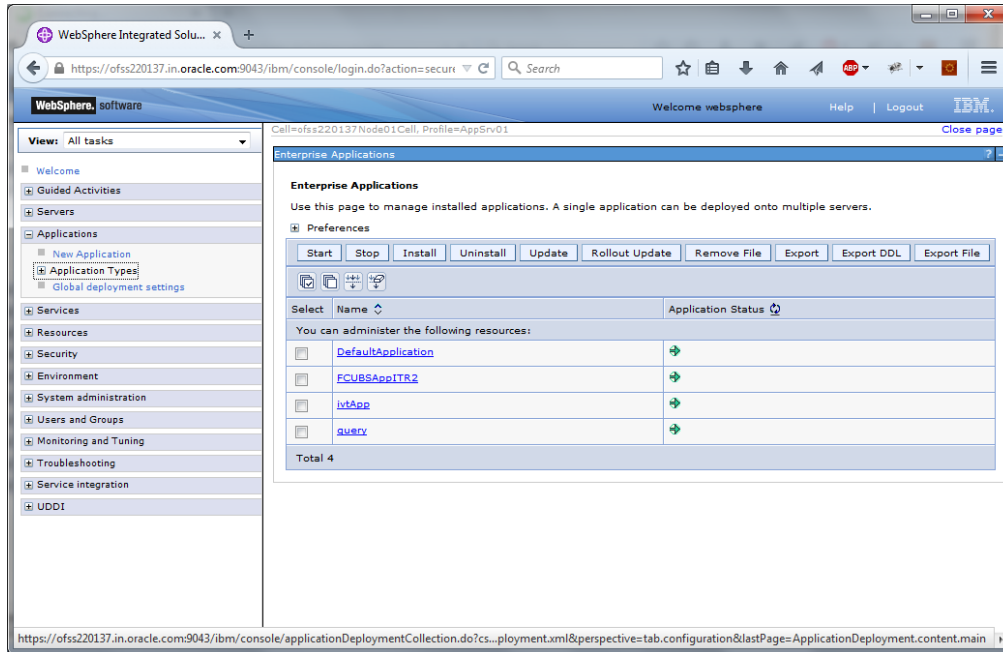 WebSphere Integrated Solu... × +
https://ofss220137.in.oracle.com:9043/ibm/console/login.do?action=secure
Search
ABP
WebSphere. software
Welcome websphere
Help | Logout
IBM.
View: All tasks
Welcome
Guided Activities
Servers
Applications
New Application
Application Types
Global deployment settings
Services
Resources
Security
Environment
System administration
Users and Groups
Monitoring and Tuning
Troubleshooting
Service integration
UDDI
Cell=ofss220137Node01Cell, Profile=AppSrv01
Close page
Enterprise Applications
? -
Enterprise Applications
Use this page to manage installed applications. A single application can be deployed onto multiple servers.
Preferences
Start Stop Install Uninstall Update Rollout Update Remove File Export Export DDL Export File
Select Name Application Status
You can administer the following resources:
DefaultApplication
FCUBSAppITR2
ivtApp
query
Total 4
https://ofss220137.in.oracle.com:9043/ibm/console/applicationDeploymentCollection.do?cs...ployment.xml&perspective=tab.configuration&lastPage=ApplicationDeployment.content.main